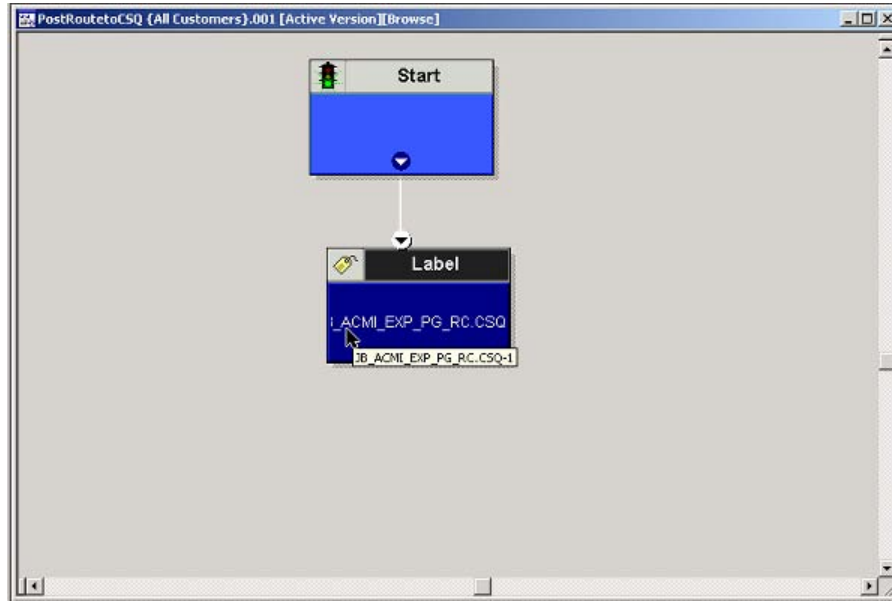 PostRoutetoCSQ {All Customers}.001 [Active Version][Browse]
Start
Label
_ACMI_EXP_PG_RC.CSQ
JB_ACMI_EXP_PG_RC.CSQ-1